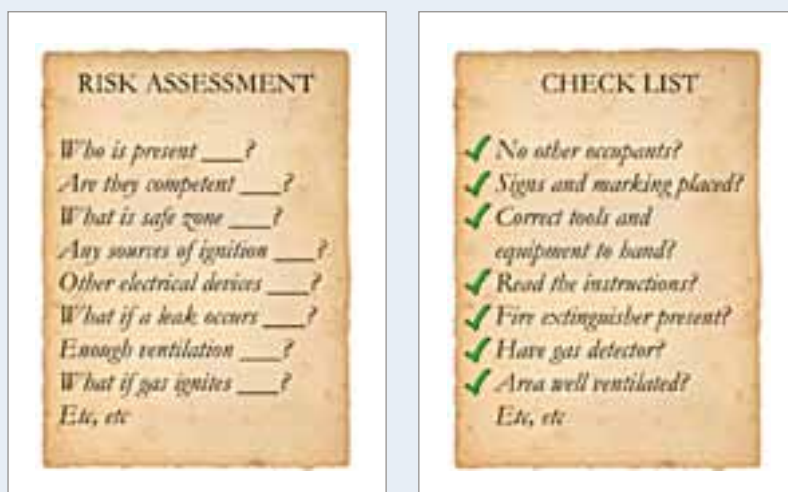 RISK ASSESSMENT
Who is present ___?
Are they competent ___?
What is safe zone ___?
Any sources of ignition ___?
Other electrical devices ___?
What if a leak occurs ___?
Enough ventilation ___?
What if gas ignites ___?
Etc, etc
CHECK LIST
✓ No other occupants?
✓ Signs and marking placed?
✓ Correct tools and
equipment to hand?
✓ Read the instructions?
✓ Fire extinguisher present?
✓ Have gas detector?
✓ Area well ventilated?
Etc, etc